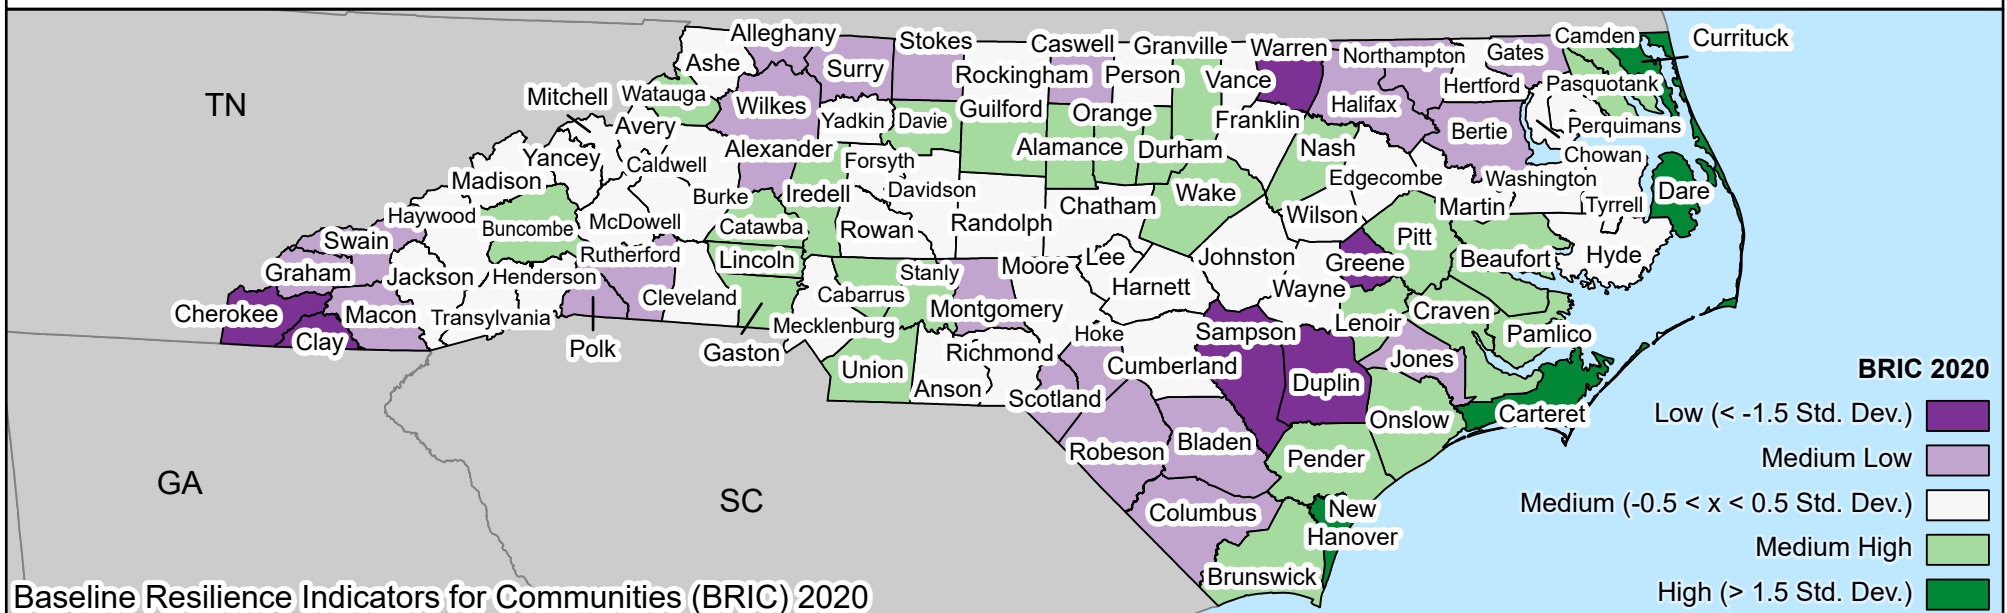 Alleghany
Stokes
Caswell
Granville
Warren
Camden
Currituck
Ashe
Surry
Rockingham
Person
Vance
Northampton
Gates
Hertford
Pasquotank
TN
Mitchell
Watauga
Wilkes
Yadkin
Davie
Guilford
Orange
Franklin
Halifax
Bertie
Perquimans
Avery
Alexander
Forsyth
Alamance
Durham
Nash
Chowan
Yancey
Caldwell
Madison
Burke
Iredell
Davidson
Wake
Edgecombe
Washington
Dare
Haywood
Buncombe
McDowell
Catawba
Rowan
Randolph
Chatham
Wilson
Martin
Tyrrell
Swain
Rutherford
Lincoln
Stanly
Moore
Lee
Johnston
Greene
Pitt
Beaufort
Hyde
Graham
Jackson
Henderson
Cleveland
Cabarrus
Montgomery
Harnett
Wayne
Cherokee
Macon
Transylvania
Mecklenburg
Hoke
Sampson
Lenoir
Craven
Pamlico
Clay
Polk
Gaston
Union
Richmond
Anson
Cumberland
Duplin
Jones
Scotland
Onslow
Carteret
Robeson
Bladen
Pender
GA
SC
Columbus
New
Hanover
Brunswick
BRIC 2020
Low (< -1.5 Std. Dev.)
Medium Low
Medium (-0.5 < x < 0.5 Std. Dev.)
Medium High
High (> 1.5 Std. Dev.)
Baseline Resilience Indicators for Communities (BRIC) 2020